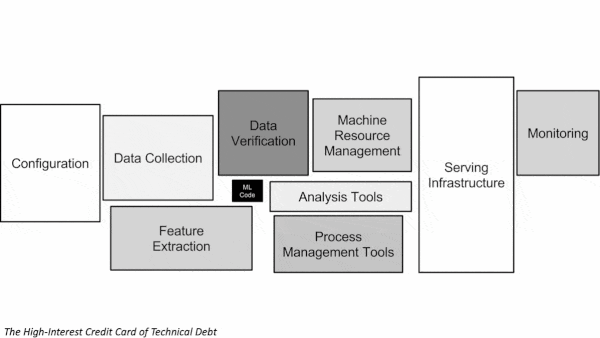 Configuration
Data Collection
Feature
Extraction
Data
Verification
ML
Code
Machine
Resource
Management
Analysis Tools
Process
Management Tools
Serving
Infrastructure
Monitoring
The High-Interest Credit Card of Technical Debt